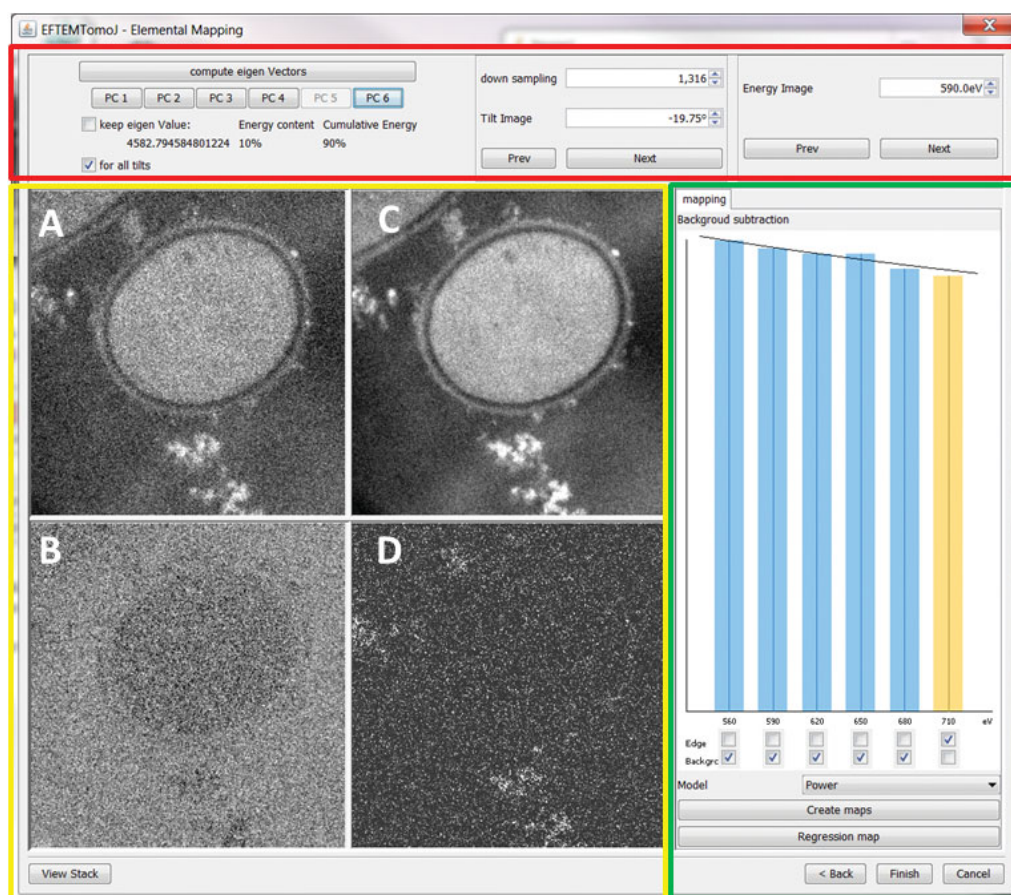 EFTEMTomoJ - Elemental Mapping
compute eigen Vectors
PC 1 PC 2 PC 3 PC 4 PC 5 PC 6
keep eigen Value: Energy content Cumulative Energy
4582.794584801224 10% 90%
for all tilts
down sampling 1,316
Tilt Image -19.75°
Prev Next
Energy Image 590.0eV
Prev Next
A C
B D
mapping
Backgroud subtraction
560 590 620 650 680 710 eV
Edge
Backgrc
Model Power
Create maps
Regression map
View Stack < Back Finish Cancel